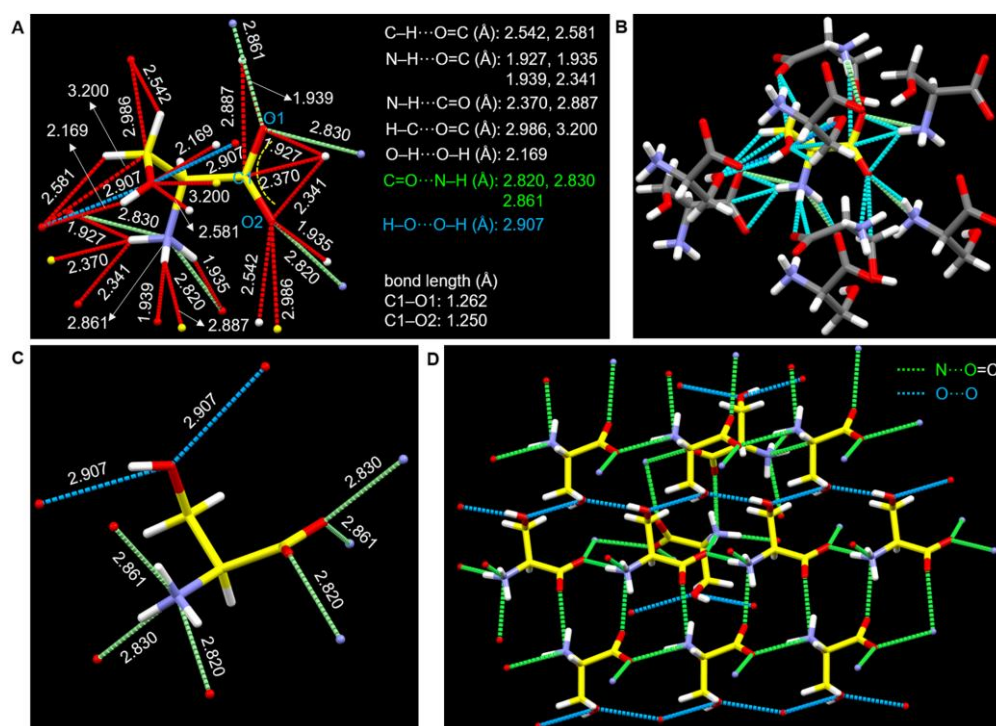 A
2.861
1.939
2.542
3.200
2.986
2.887
O1
2.830
2.169
2.169
2.907
C1
1.927
2.370
2.581
2.907
3.200
2.341
O2
2.830
2.581
1.935
1.927
2.370
2.341
1.939
2.820
1.935
2.542
2.986
2.820
2.861
2.887
C–H···O=C (Å): 2.542, 2.581
N–H···O=C (Å): 1.927, 1.935
1.939, 2.341
N–H···C=O (Å): 2.370, 2.887
H–C···O=C (Å): 2.986, 3.200
O–H···O–H (Å): 2.169
C=O···N–H (Å): 2.820, 2.830
2.861
H–O···O–H (Å): 2.907
bond length (Å)
C1–O1: 1.262
C1–O2: 1.250
B
C
2.907
2.907
2.830
2.861
2.861
2.820
2.830
2.820
D
N···O=C
O···O